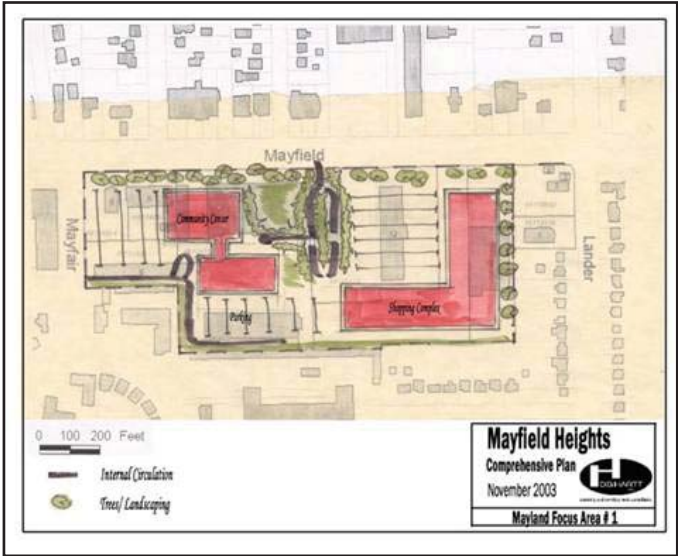 Mayfield
Mayfair
Community Center
Lander
Parking
Shopping Complex
0 100 200 Feet
Internal Circulation
Trees/ Landscaping
Mayfield Heights
Comprehensive Plan
November 2003
Mayland Focus Area # 1